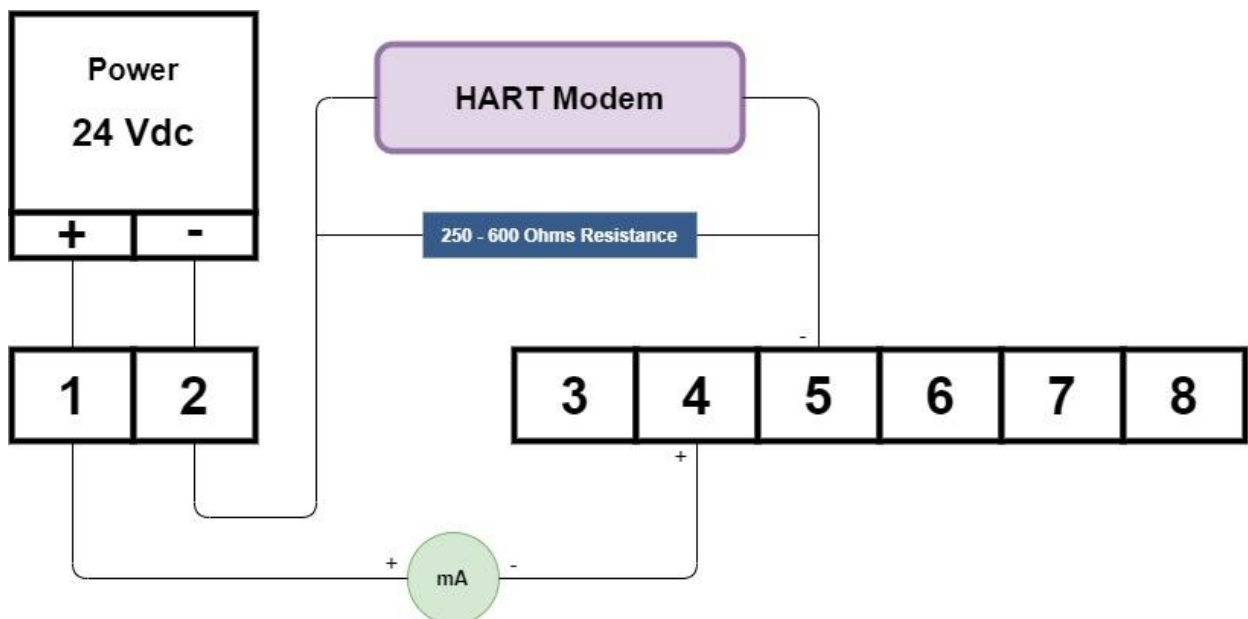 Power
24 Vdc
+ -
HART Modem
250 - 600 Ohms Resistance
-
1 2
3 4 5 6 7 8
+
+ mA -